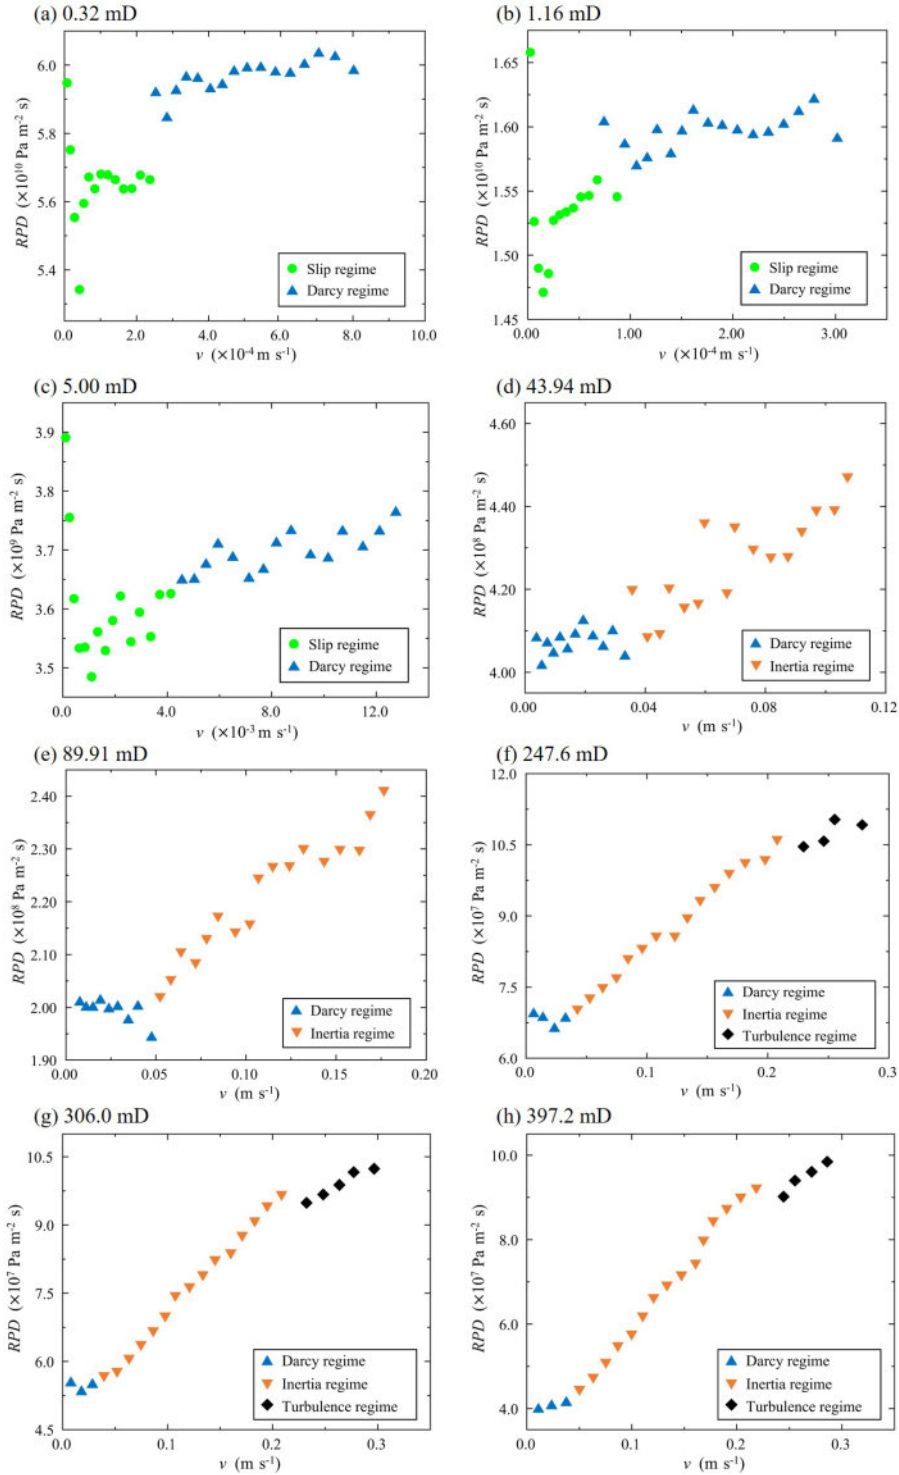 (a) 0.32 mD
RPD (×10¹⁰ Pa m⁻² s)
6.0
5.8
5.6
5.4
Slip regime
Darcy regime
0.0 2.0 4.0 6.0 8.0 10.0
v (×10⁻⁴ m s⁻¹)
(b) 1.16 mD
RPD (×10¹⁰ Pa m⁻² s)
1.65
1.60
1.55
1.50
1.45
Slip regime
Darcy regime
0.00 1.00 2.00 3.00
v (×10⁻⁴ m s⁻¹)
(c) 5.00 mD
RPD (×10⁹ Pa m⁻² s)
3.9
3.8
3.7
3.6
3.5
Slip regime
Darcy regime
0.0 4.0 8.0 12.0
v (×10⁻³ m s⁻¹)
(d) 43.94 mD
RPD (×10⁸ Pa m⁻² s)
4.60
4.40
4.20
4.00
Darcy regime
Inertia regime
0.00 0.04 0.08 0.12
v (m s⁻¹)
(e) 89.91 mD
RPD (×10⁸ Pa m⁻² s)
2.40
2.30
2.20
2.10
2.00
1.90
Darcy regime
Inertia regime
0.00 0.05 0.10 0.15 0.20
v (m s⁻¹)
(f) 247.6 mD
RPD (×10⁷ Pa m⁻² s)
12.0
10.5
9.0
7.5
6.0
Darcy regime
Inertia regime
Turbulence regime
0.0 0.1 0.2 0.3
v (m s⁻¹)
(g) 306.0 mD
RPD (×10⁷ Pa m⁻² s)
10.5
9.0
7.5
6.0
4.5
Darcy regime
Inertia regime
Turbulence regime
0.0 0.1 0.2 0.3
v (m s⁻¹)
(h) 397.2 mD
RPD (×10⁷ Pa m⁻² s)
10.0
8.0
6.0
4.0
Darcy regime
Inertia regime
Turbulence regime
0.0 0.1 0.2 0.3
v (m s⁻¹)